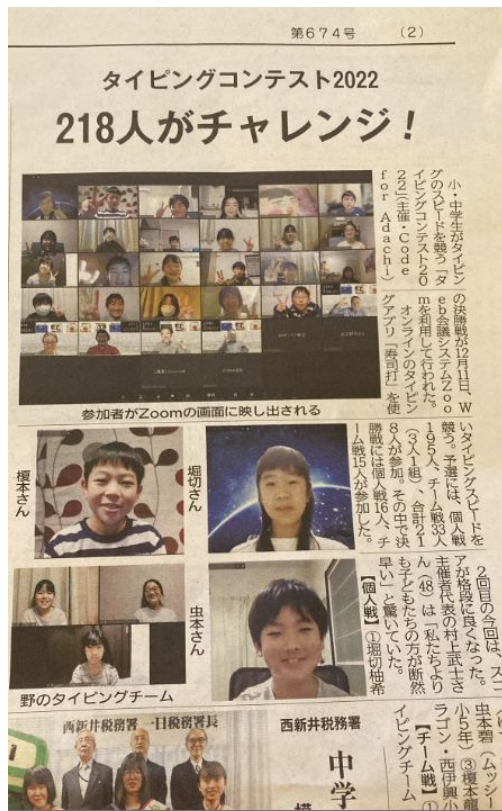 第674号 (2)
タイピングコンテスト2022
218人がチャレンジ！
小・中学生がタイピン
グのスピードを競う「タ
イピングコンテスト20
22」(主催・Code
for Adachi)
の決勝戦が12月11日、W
eb会議システムZoo
mを利用して行われた。
オンラインのタイピン
グアプリ「寿司打」を使
いタイピングスピードを
競う。予選には、個人戦
195人、チーム戦33人
(3人1組)、合計21
8人が参加。その中で決
勝戦には個人戦16人、チ
ーム戦15人が参加した。
2回目の今回は、スコ
アが格段に良くなった。
主催者代表の村上武士さ
ん(48)は「私たちより
も子どもたちの方が断然
早い」と驚いていた。
【個人戦】①堀切柚希
虫本碧(ムッシ
小5年)③榎本龍
ラゴン・西伊興小
【チーム戦】①
イピングチーム
参加者がZoomの画面に映し出される
榎本さん
堀切さん
虫本さん
野のタイピングチーム
西新井税務署 一日税務署長
西新井税務署
中学